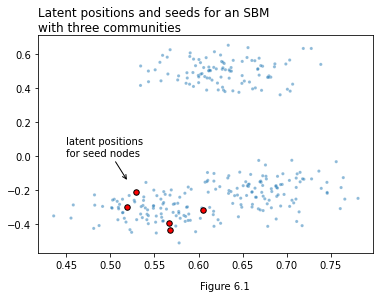 Latent positions and seeds for an SBM
with three communities
0.6
0.4
0.2
0.0
−0.2
−0.4
latent positions
for seed nodes
0.45 0.50 0.55 0.60 0.65 0.70 0.75
Figure 6.1